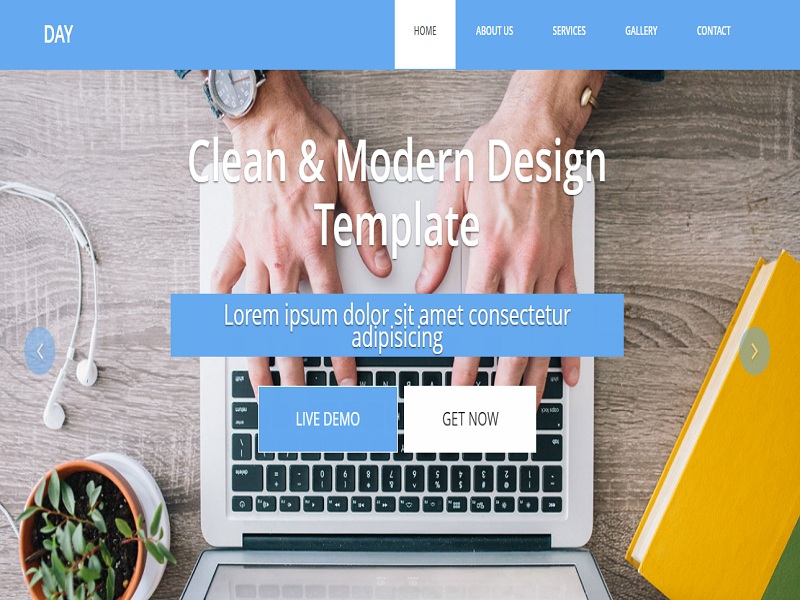 DAY
HOME
ABOUT US
SERVICES
GALLERY
CONTACT
Clean & Modern Design
Template
Lorem ipsum dolor sit amet consectetur
adipisicing
LIVE DEMO
GET NOW